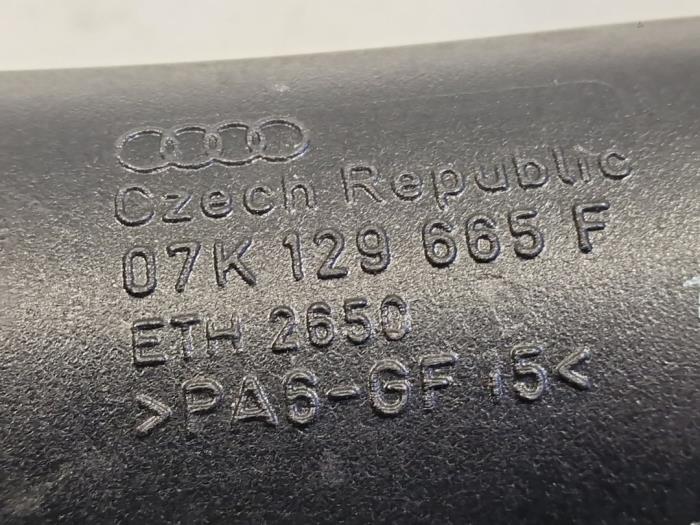 Czech Republic
07K 129 665 F
ETH 2650
>PA6-GF15<